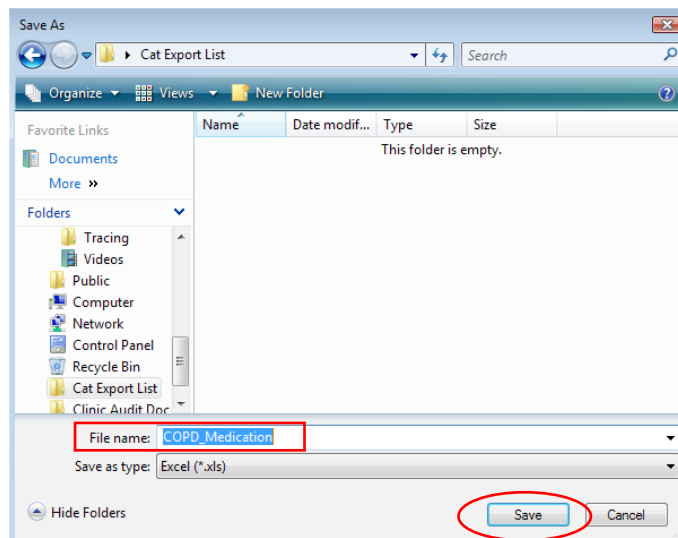 Save As
Cat Export List
Search
Organize
Views
New Folder
Favorite Links
Documents
More »
Folders
Tracing
Videos
Public
Computer
Network
Control Panel
Recycle Bin
Cat Export List
Clinic Audit Doc
Name
Date modif...
Type
Size
This folder is empty.
File name: COPD_Medication
Save as type: Excel (*.xls)
Hide Folders
Save
Cancel